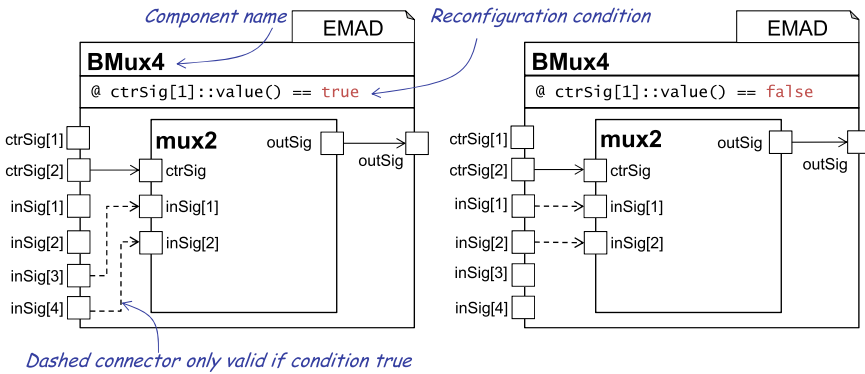 Component name
Reconfiguration condition
EMAD
BMux4
@ ctrSig[1]::value() == true
mux2
ctrSig[1]
ctrSig[2]
inSig[1]
inSig[2]
inSig[3]
inSig[4]
ctrSig
inSig[1]
inSig[2]
outSig
outSig
Dashed connector only valid if condition true
EMAD
BMux4
@ ctrSig[1]::value() == false
mux2
ctrSig[1]
ctrSig[2]
inSig[1]
inSig[2]
inSig[3]
inSig[4]
ctrSig
inSig[1]
inSig[2]
outSig
outSig